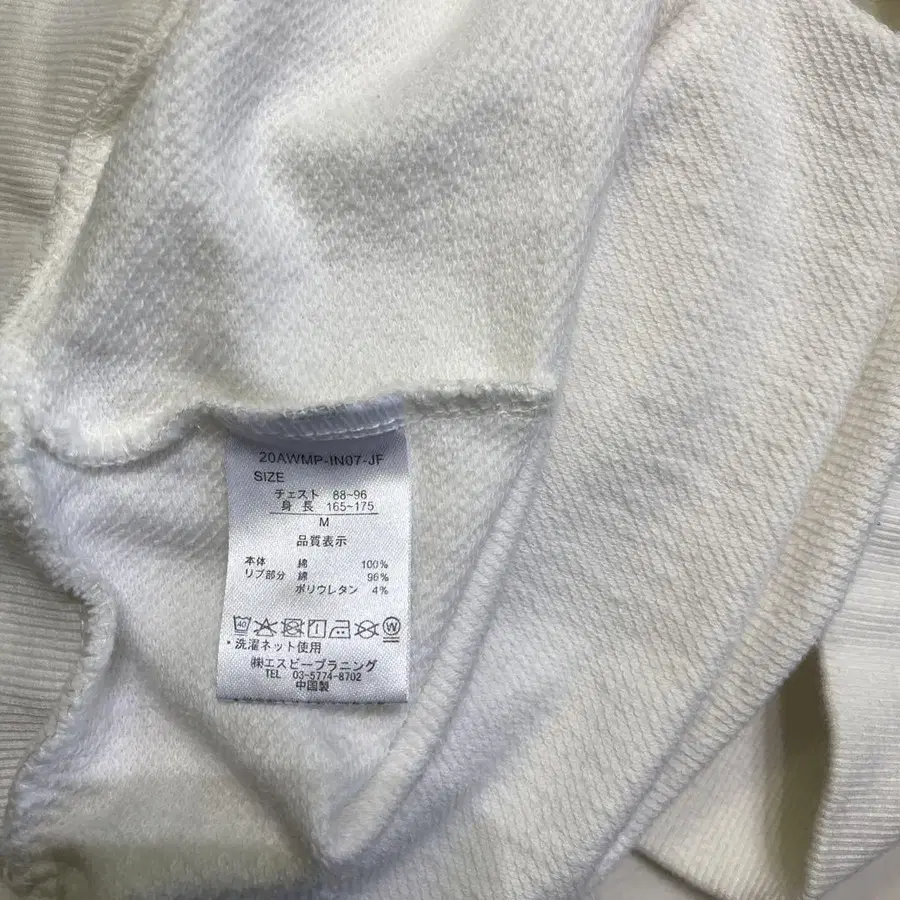 20AWMP-IN07-JF
SIZE
チェスト 88~96
身 長 165~175
M
品質表示
本体 綿 100%
リブ部分 綿 96%
ポリウレタン 4%
40 W
・洗濯ネット使用
㈱エスピープラニング
TEL 03-5774-8702
中国製